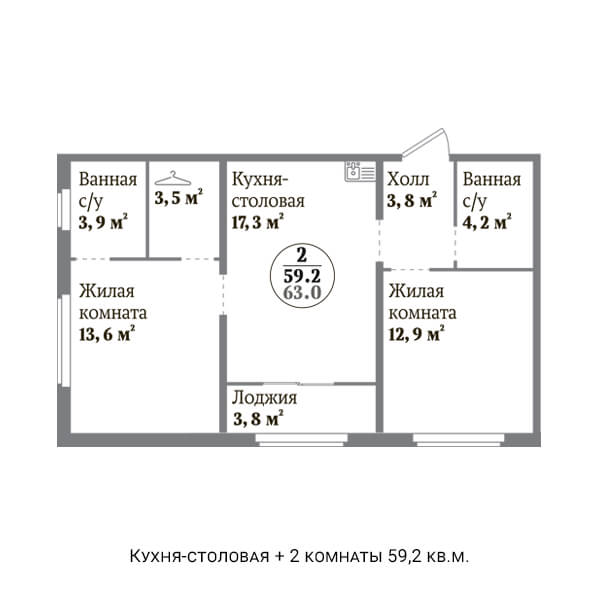 Ванная
с/у
3,9 м²
3,5 м²
Кухня-
столовая
17,3 м²
Холл
3,8 м²
Ванная
с/у
4,2 м²
2
59.2
63.0
Жилая
комната
13,6 м²
Жилая
комната
12,9 м²
Лоджия
3,8 м²
Кухня-столовая + 2 комнаты 59,2 кв.м.